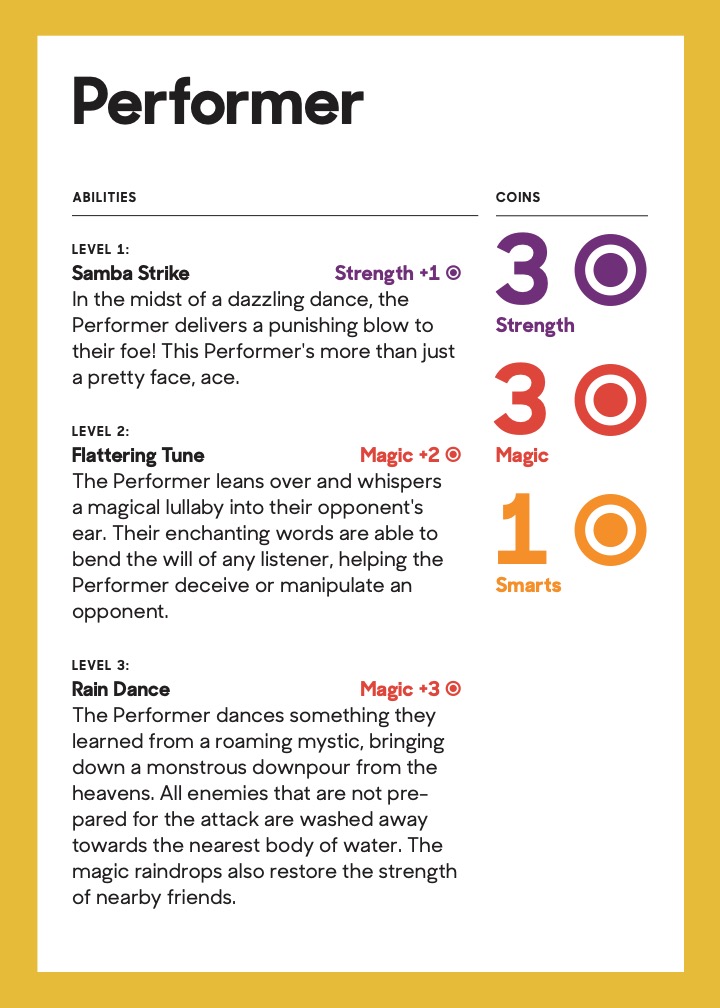 Performer
ABILITIES
LEVEL 1:
Samba Strike Strength +1
In the midst of a dazzling dance, the
Performer delivers a punishing blow to
their foe! This Performer's more than just
a pretty face, ace.
LEVEL 2:
Flattering Tune Magic +2
The Performer leans over and whispers
a magical lullaby into their opponent's
ear. Their enchanting words are able to
bend the will of any listener, helping the
Performer deceive or manipulate an
opponent.
LEVEL 3:
Rain Dance Magic +3
The Performer dances something they
learned from a roaming mystic, bringing
down a monstrous downpour from the
heavens. All enemies that are not pre-
pared for the attack are washed away
towards the nearest body of water. The
magic raindrops also restore the strength
of nearby friends.
COINS
3
Strength
3
Magic
1
Smarts